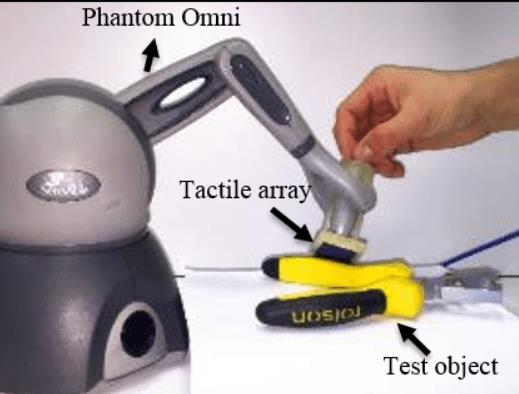 Phantom Omni
Tactile array
rolson
Test object